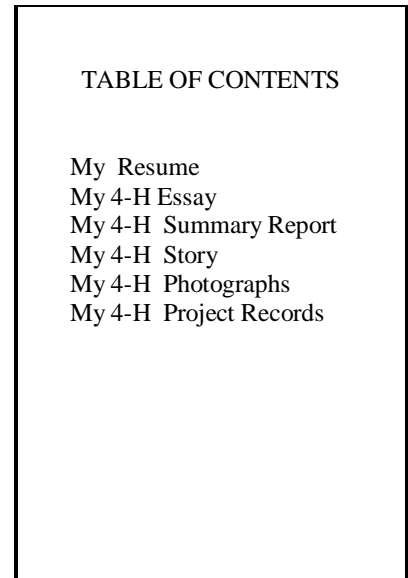 TABLE OF CONTENTS
My Resume
My 4-H Essay
My 4-H Summary Report
My 4-H Story
My 4-H Photographs
My 4-H Project Records